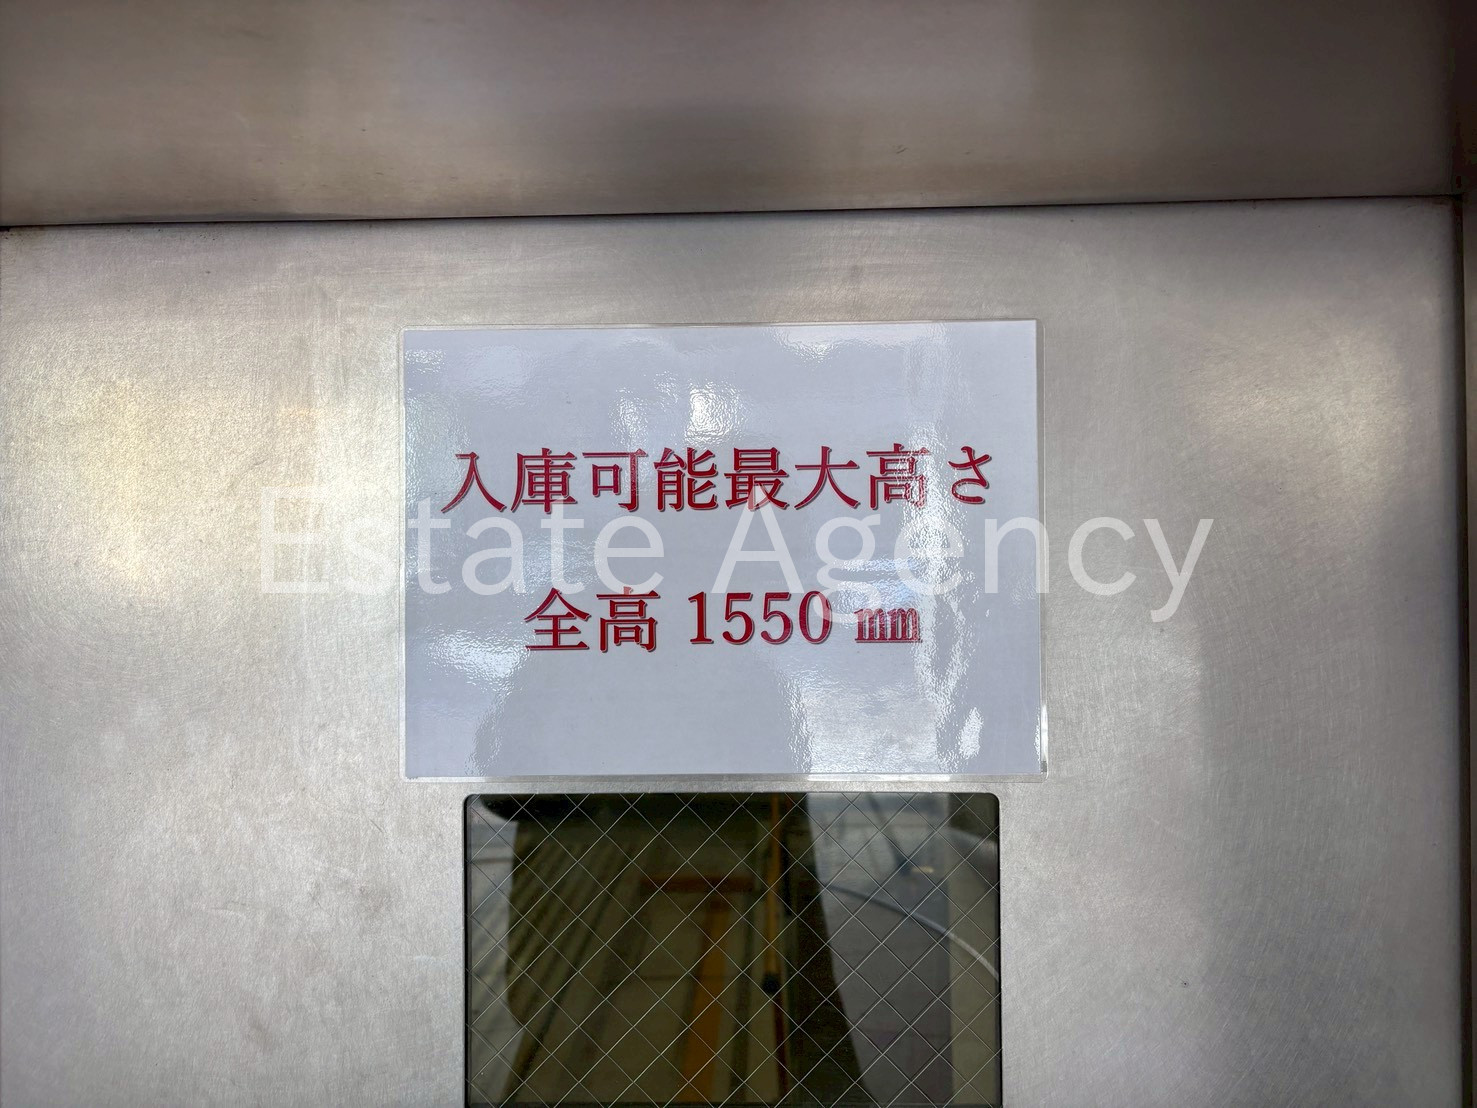 入庫可能最大高さ
Estate Agency
全高 1550 ㎜